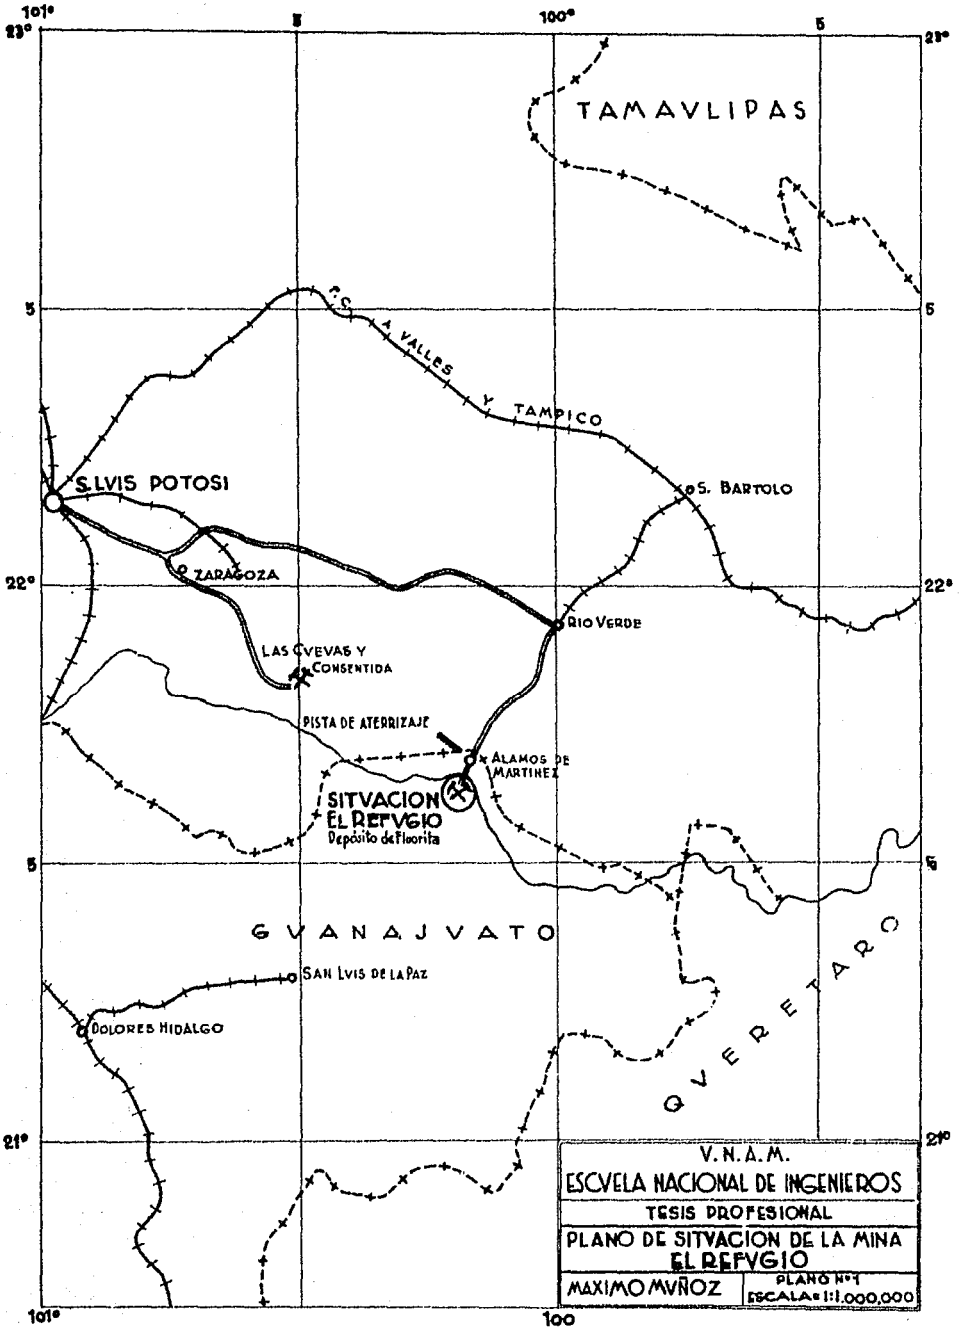 101°
5
100°
5
23°
23°
TAMAVLIPAS
5
F.C. A VALLES Y TAMPICO
S. LVIS POTOSI
S. BARTOLO
ZARAGOZA
22°
22°
RIO VERDE
LAS CVEVAS Y
CONSENTIDA
PISTA DE ATERRIZAJE
ALAMOS DE
MARTINEZ
SITVACION
EL REFVGIO
Depósito de Fluorita
5
5
GVANAJVATO
QVERETARO
SAN LVIS DE LA PAZ
DOLORES HIDALGO
21°
21°
V.N.A.M.
ESCVELA NACIONAL DE INGENIEROS
TESIS PROFESIONAL
PLANO DE SITVACION DE LA MINA
EL REFVGIO
MAXIMO MVÑOZ
PLANO Nº 1
ESCALA=1:1.000,000
101°
100